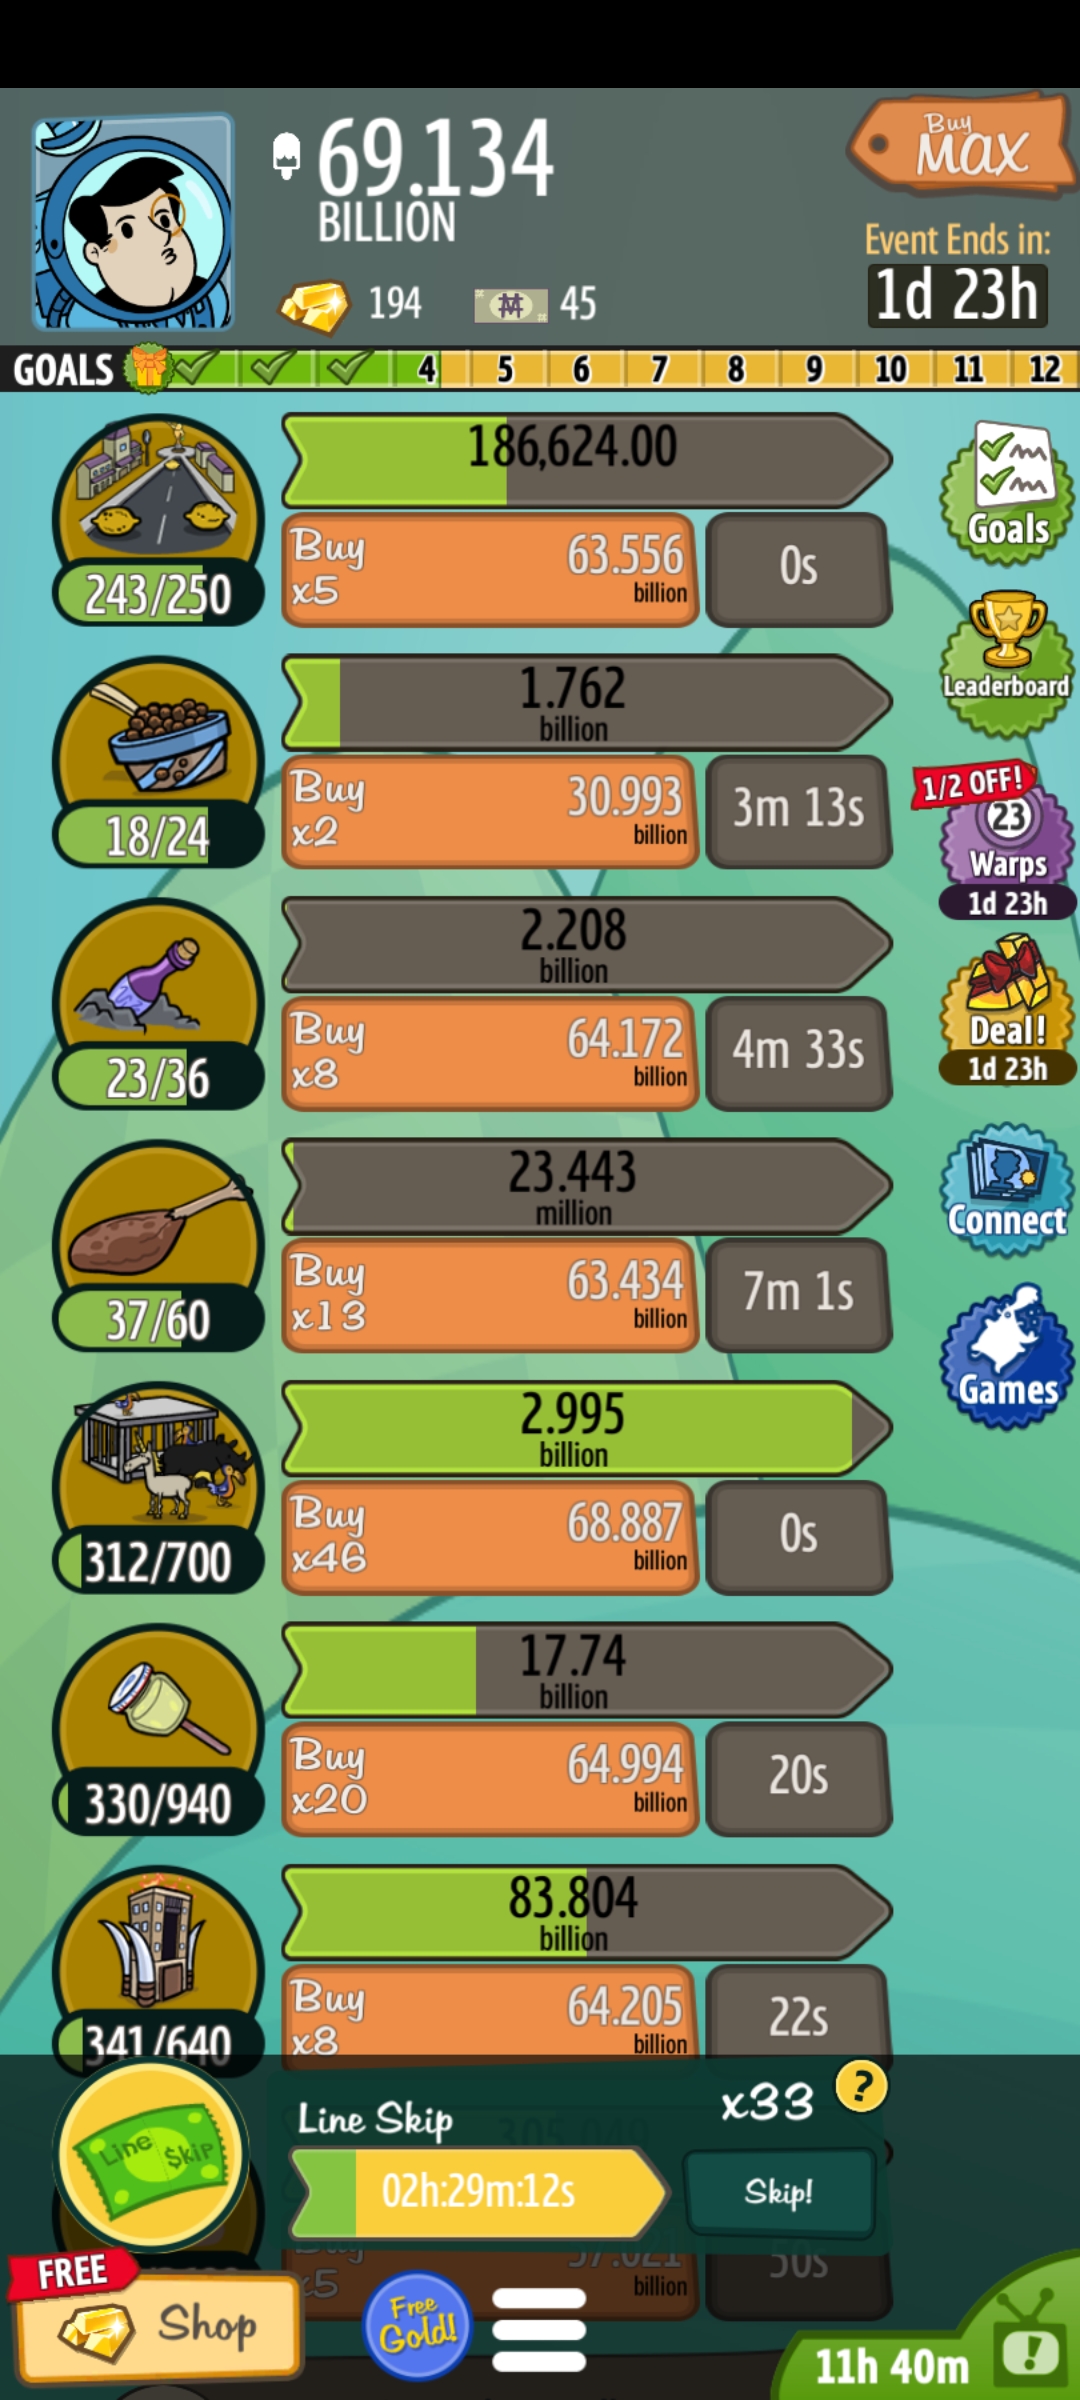 69.134
BILLION
Buy
MAX
Event Ends in:
1d 23h
194
45
GOALS 4 5 6 7 8 9 10 11 12
186,624.00
243/250
Buy
x5
63.556
billion
0s
Goals
Leaderboard
1.762
billion
18/24
Buy
x2
30.993
billion
3m 13s
1/2 OFF!
23
Warps
1d 23h
2.208
billion
23/36
Buy
x8
64.172
billion
4m 33s
Deal!
1d 23h
23.443
million
37/60
Buy
x13
63.434
billion
7m 1s
Connect
Games
2.995
billion
312/700
Buy
x46
68.887
billion
0s
17.74
billion
330/940
Buy
x20
64.994
billion
20s
83.804
billion
341/640
Buy
x8
64.205
billion
22s
Line Skip
Line Skip
x33
?
305.049
02h:29m:12s
Skip!
Buy
x5
57.021
billion
50s
FREE
Shop
Free
Gold!
11h 40m
!